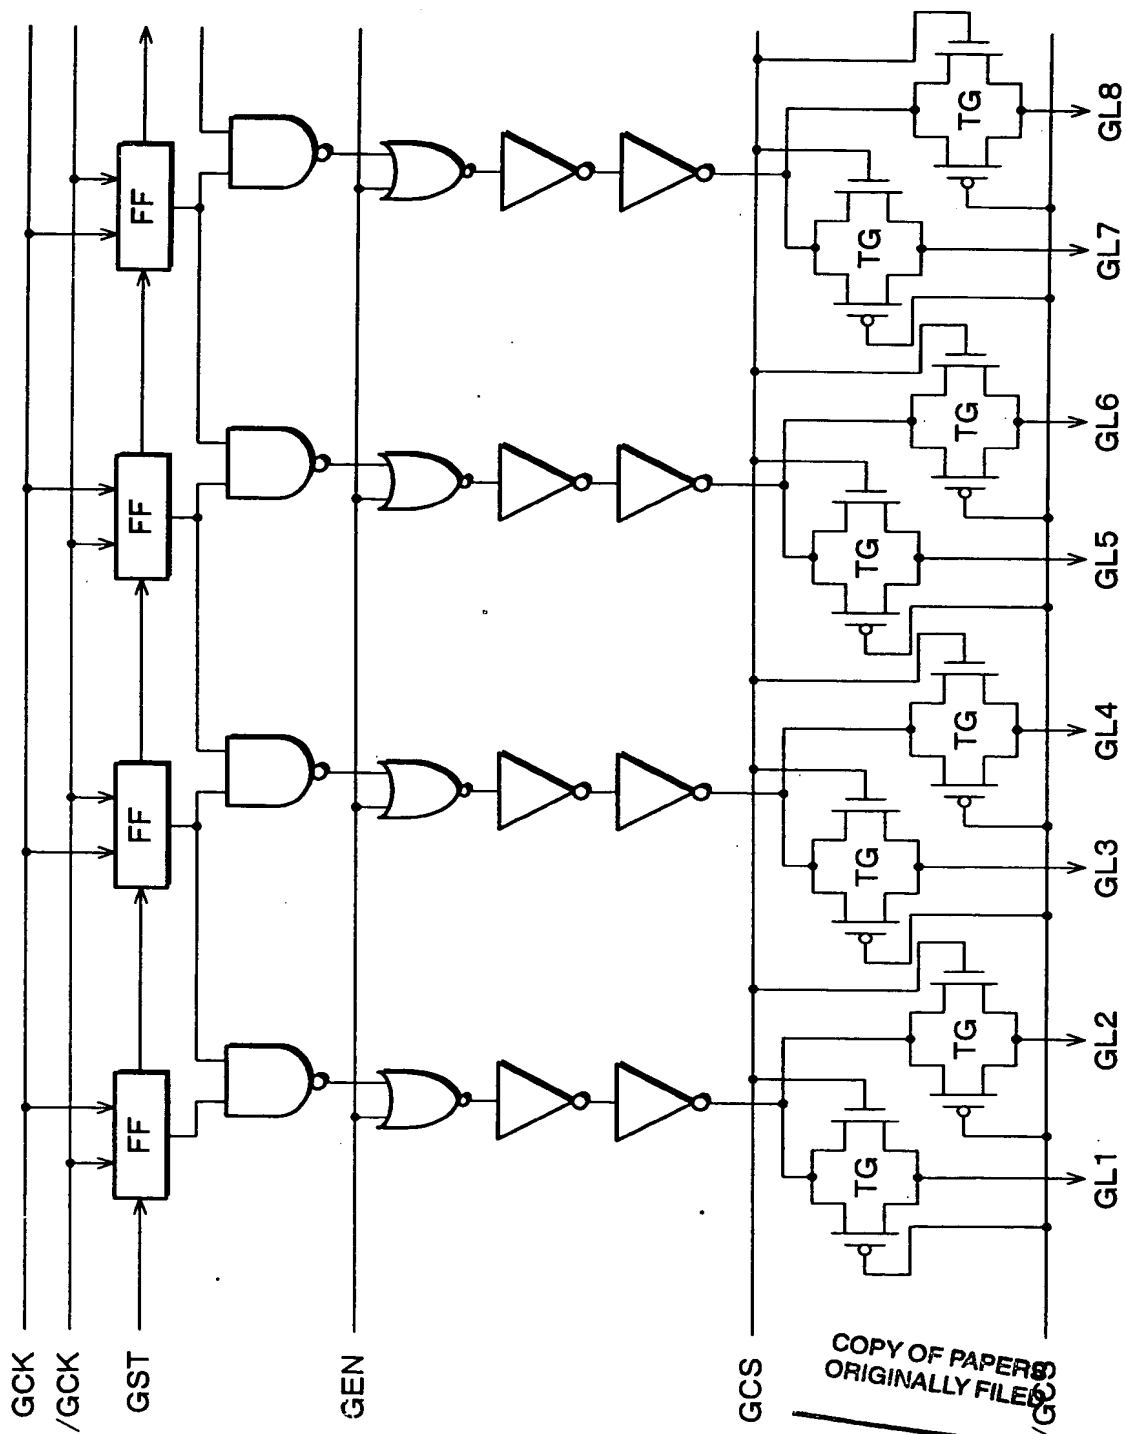 GCK
/GCK
GST
GEN
GCS
FF
FF
FF
FF
TG
TG
TG
TG
TG
TG
TG
TG
GL1
GL2
GL3
GL4
GL5
GL6
GL7
GL8
COPY OF PAPERS
ORIGINALLY FILED